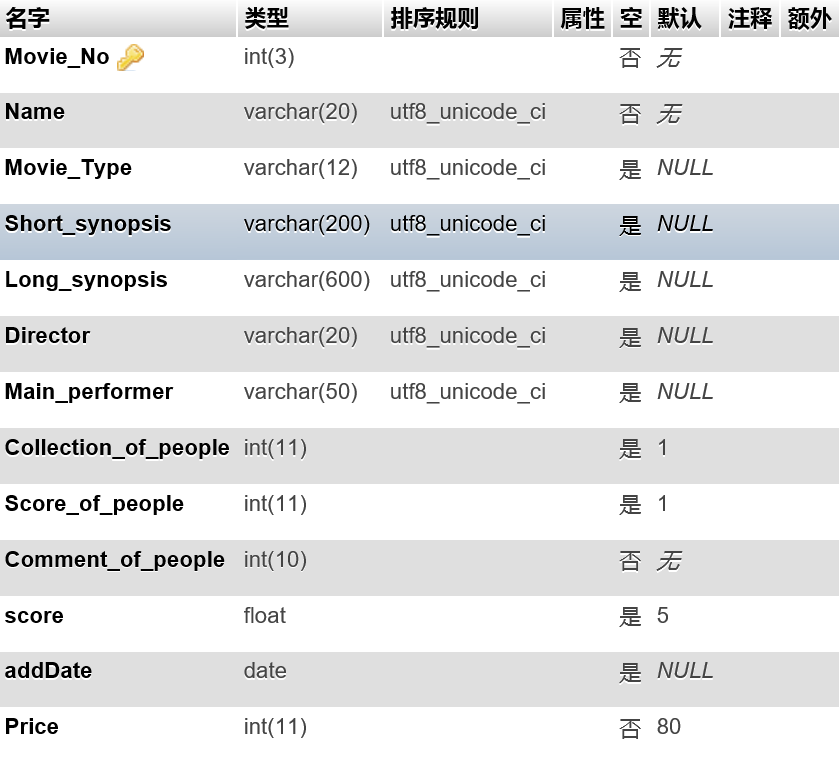 名字 类型 排序规则 属性 空 默认 注释 额外
Movie_No int(3) 否 无
Name varchar(20) utf8_unicode_ci 否 无
Movie_Type varchar(12) utf8_unicode_ci 是 NULL
Short_synopsis varchar(200) utf8_unicode_ci 是 NULL
Long_synopsis varchar(600) utf8_unicode_ci 是 NULL
Director varchar(20) utf8_unicode_ci 是 NULL
Main_performer varchar(50) utf8_unicode_ci 是 NULL
Collection_of_people int(11) 是 1
Score_of_people int(11) 是 1
Comment_of_people int(10) 否 无
score float 是 5
addDate date 是 NULL
Price int(11) 否 80